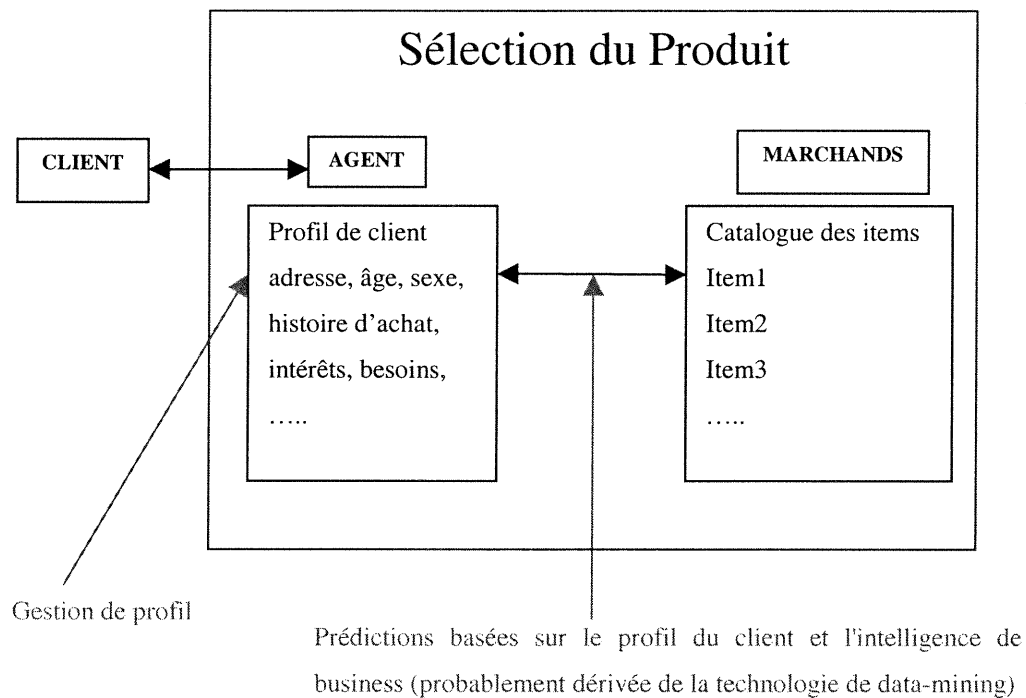 Sélection du Produit
CLIENT
AGENT
MARCHANDS
Profil de client
adresse, âge, sexe,
histoire d'achat,
intérêts, besoins,
…..
Catalogue des items
Item1
Item2
Item3
…..
Gestion de profil
Prédictions basées sur le profil du client et l'intelligence de
business (probablement dérivée de la technologie de data-mining)